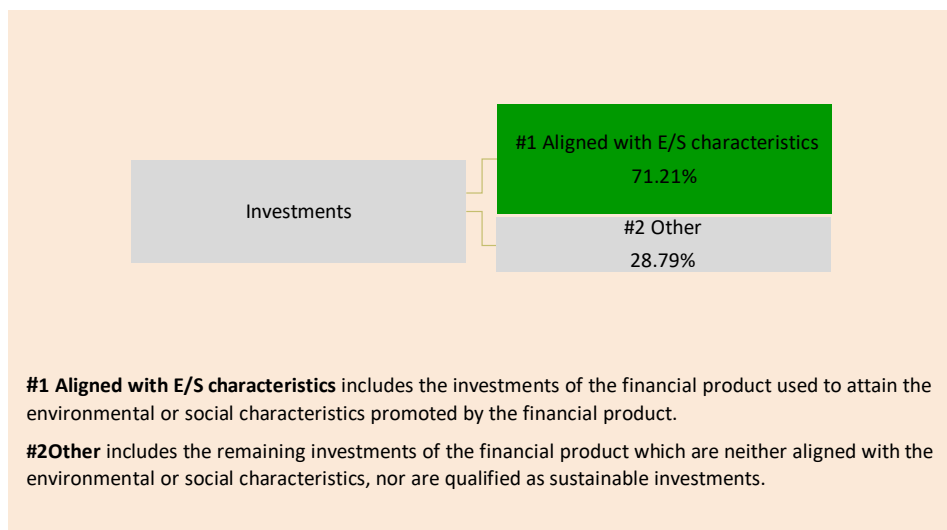 #1 Aligned with E/S characteristics
71.21%
Investments
#2 Other
28.79%
#1 Aligned with E/S characteristics includes the investments of the financial product used to attain the
environmental or social characteristics promoted by the financial product.
#2Other includes the remaining investments of the financial product which are neither aligned with the
environmental or social characteristics, nor are qualified as sustainable investments.